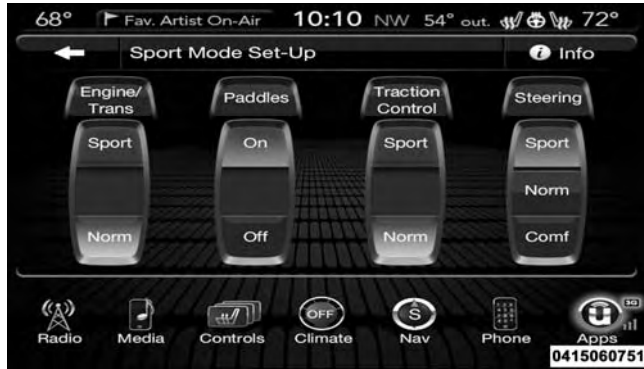 68° Fav. Artist On-Air 10:10 NW 54° out. 72°
Sport Mode Set-Up i Info
Engine/ Trans Paddles Traction Control Steering
Sport On Sport Sport
Norm
Norm Off Norm Comf
OFF S 3G
Radio Media Controls Climate Nav Phone Apps
0415060751